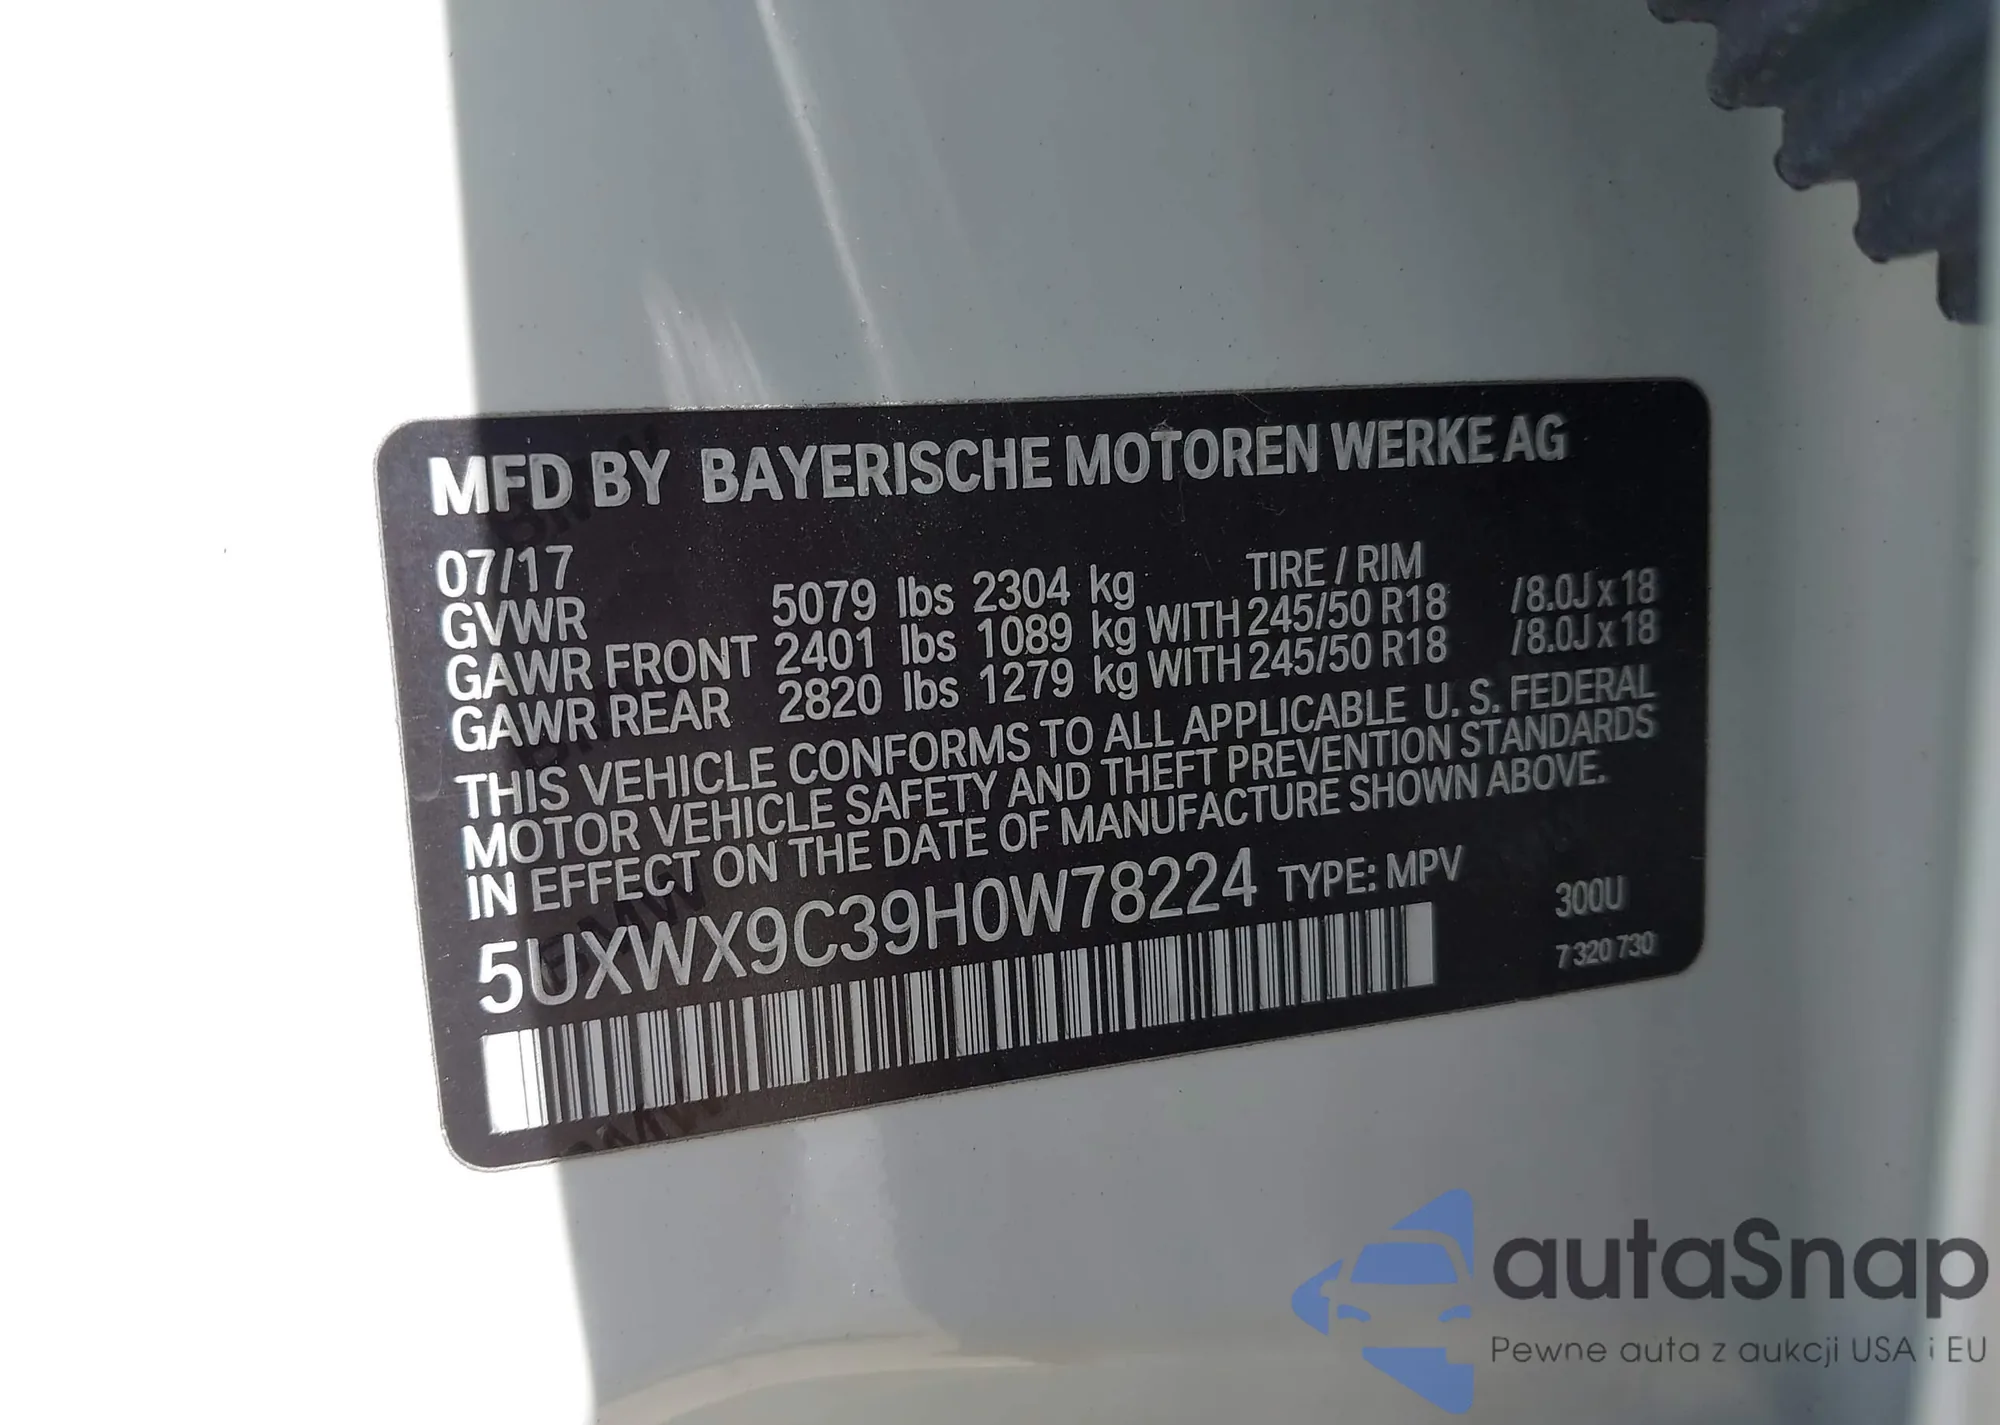 MFD BY BAYERISCHE MOTOREN WERKE AG
07/17 TIRE / RIM
GVWR 5079 lbs 2304 kg
GAWR FRONT 2401 lbs 1089 kg WITH 245/50 R18 /8.0J x 18
GAWR REAR 2820 lbs 1279 kg WITH 245/50 R18 /8.0J x 18
THIS VEHICLE CONFORMS TO ALL APPLICABLE U. S. FEDERAL
MOTOR VEHICLE SAFETY AND THEFT PREVENTION STANDARDS
IN EFFECT ON THE DATE OF MANUFACTURE SHOWN ABOVE.
5UXWX9C39H0W78224 TYPE: MPV
300U
7 320 730
autaSnap
Pewne auta z aukcji USA i EU